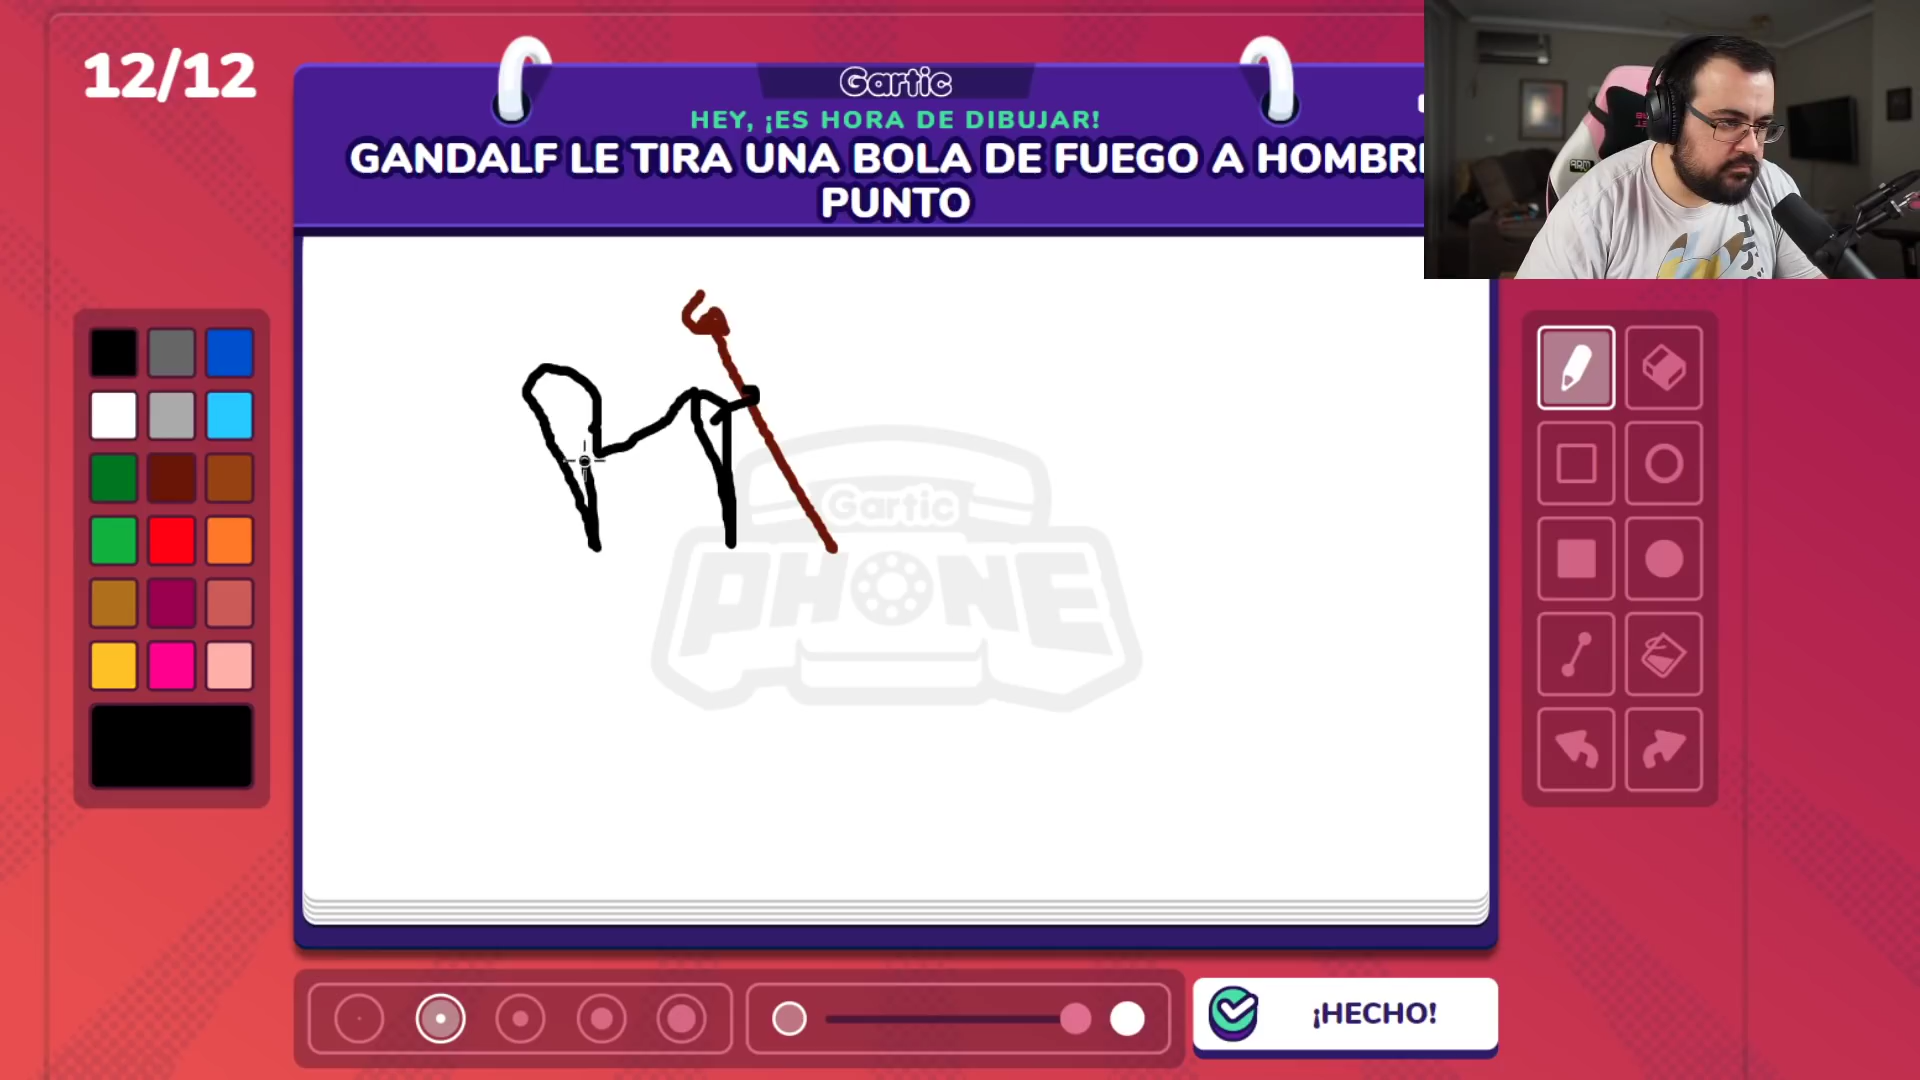 12/12
Gartic
HEY, ¡ES HORA DE DIBUJAR!
GANDALF LE TIRA UNA BOLA DE FUEGO A HOMBRE
PUNTO
Gartic
PHONE
¡HECHO!